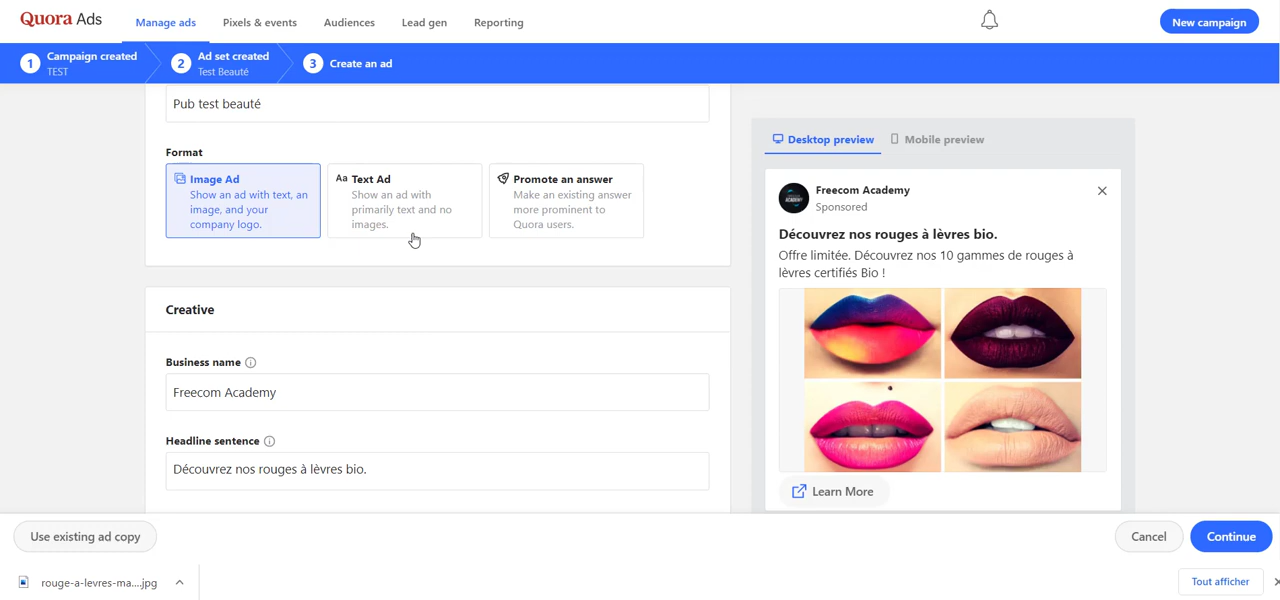 Quora Ads
Manage ads
Pixels & events
Audiences
Lead gen
Reporting
New campaign
1 Campaign created
TEST
2 Ad set created
Test Beauté
3 Create an ad
Pub test beauté
Format
Image Ad
Show an ad with text, an
image, and your
company logo.
Aa Text Ad
Show an ad with
primarily text and no
images.
Promote an answer
Make an existing answer
more prominent to
Quora users.
Creative
Business name
Freecom Academy
Headline sentence
Découvrez nos rouges à lèvres bio.
Desktop preview
Mobile preview
ACADEMY
Freecom Academy
Sponsored
Découvrez nos rouges à lèvres bio.
Offre limitée. Découvrez nos 10 gammes de rouges à
lèvres certifiés Bio !
Learn More
Use existing ad copy
Cancel
Continue
rouge-a-levres-ma....jpg
Tout afficher